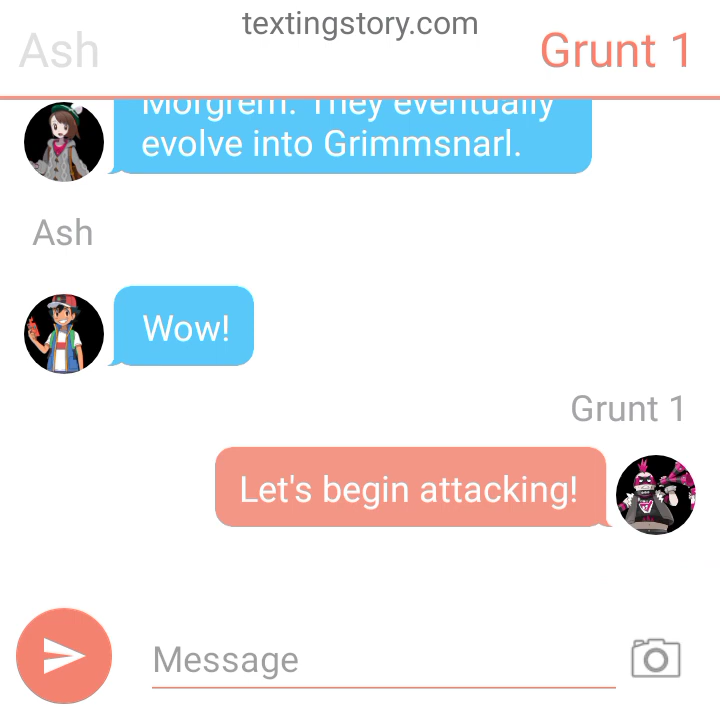 textingstory.com
Ash
Grunt 1
Morgrem. They eventually
evolve into Grimmsnarl.
Ash
Wow!
Grunt 1
Let's begin attacking!
Message